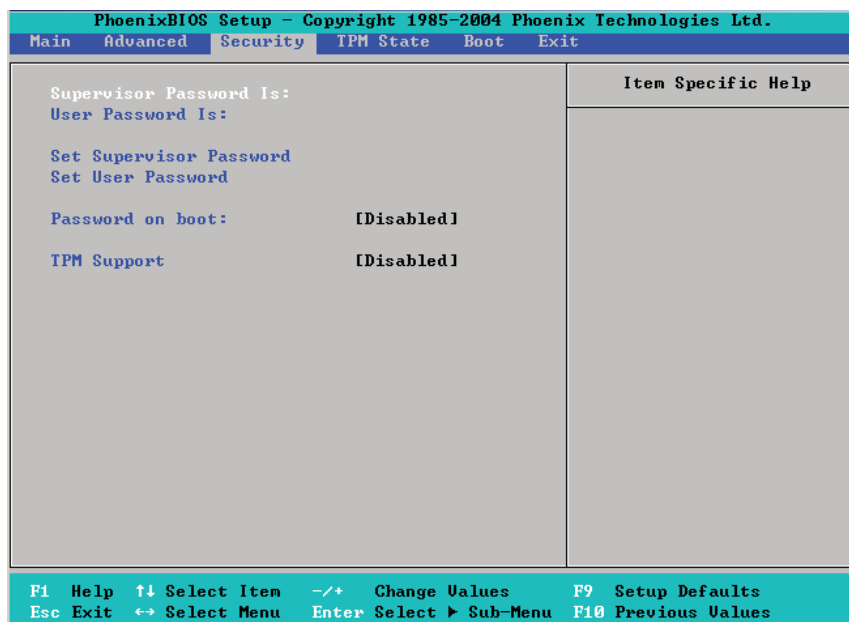 PhoenixBIOS Setup - Copyright 1985-2004 Phoenix Technologies Ltd.
Main Advanced Security TPM State Boot Exit
Item Specific Help
Supervisor Password Is:
User Password Is:
Set Supervisor Password
Set User Password
Password on boot: [Disabled]
TPM Support [Disabled]
F1 Help ↑↓ Select Item -/+ Change Values F9 Setup Defaults
Esc Exit ↔ Select Menu Enter Select ▶ Sub-Menu F10 Previous Values